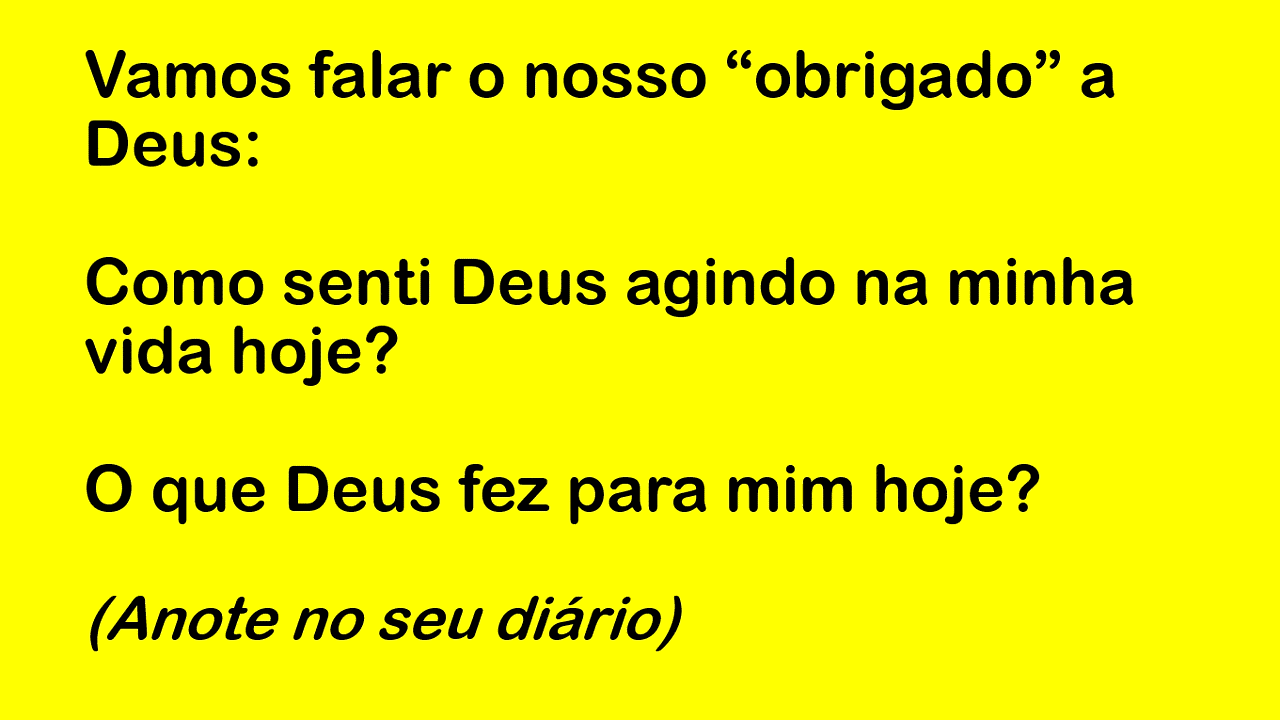 Vamos falar o nosso “obrigado” a
Deus:
Como senti Deus agindo na minha
vida hoje?
O que Deus fez para mim hoje?
(Anote no seu diário)